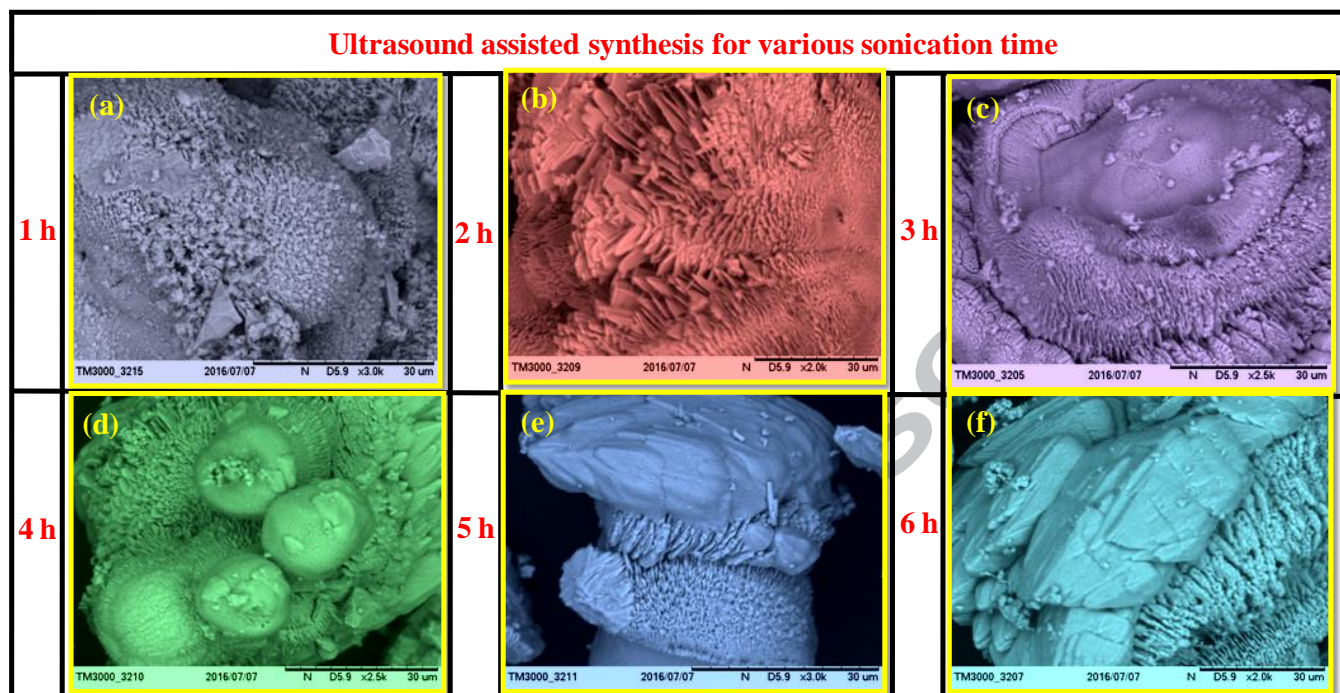 Ultrasound assisted synthesis for various sonication time
1 h
(a)
TM3000_3215 2016/07/07 N D5.9 x3.0k 30 um
2 h
(b)
TM3000_3209 2016/07/07 N D5.9 x2.0k 30 um
3 h
(c)
TM3000_3205 2016/07/07 N D5.9 x2.5k 30 um
4 h
(d)
TM3000_3210 2016/07/07 N D5.9 x2.5k 30 um
5 h
(e)
TM3000_3211 2016/07/07 N D5.9 x3.0k 30 um
6 h
(f)
TM3000_3207 2016/07/07 N D5.9 x2.0k 30 um